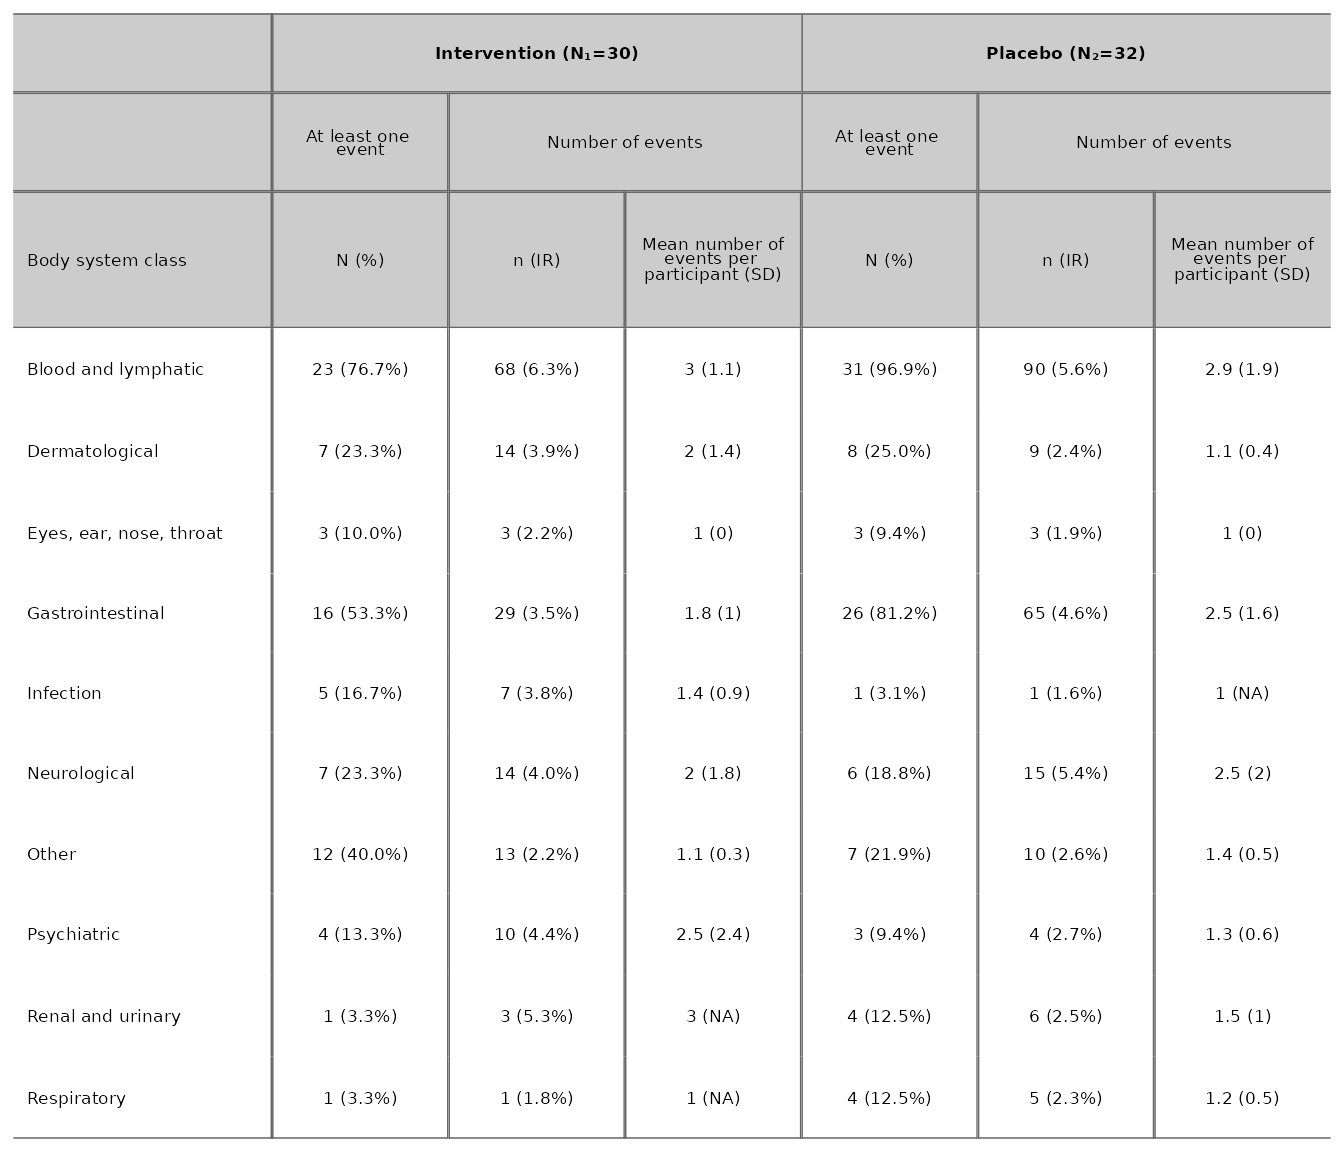 Intervention (N₁=30) Placebo (N₂=32)
At least one event Number of events At least one event Number of events
Body system class N (%) n (IR) Mean number of events per participant (SD) N (%) n (IR) Mean number of events per participant (SD)
Blood and lymphatic 23 (76.7%) 68 (6.3%) 3 (1.1) 31 (96.9%) 90 (5.6%) 2.9 (1.9)
Dermatological 7 (23.3%) 14 (3.9%) 2 (1.4) 8 (25.0%) 9 (2.4%) 1.1 (0.4)
Eyes, ear, nose, throat 3 (10.0%) 3 (2.2%) 1 (0) 3 (9.4%) 3 (1.9%) 1 (0)
Gastrointestinal 16 (53.3%) 29 (3.5%) 1.8 (1) 26 (81.2%) 65 (4.6%) 2.5 (1.6)
Infection 5 (16.7%) 7 (3.8%) 1.4 (0.9) 1 (3.1%) 1 (1.6%) 1 (NA)
Neurological 7 (23.3%) 14 (4.0%) 2 (1.8) 6 (18.8%) 15 (5.4%) 2.5 (2)
Other 12 (40.0%) 13 (2.2%) 1.1 (0.3) 7 (21.9%) 10 (2.6%) 1.4 (0.5)
Psychiatric 4 (13.3%) 10 (4.4%) 2.5 (2.4) 3 (9.4%) 4 (2.7%) 1.3 (0.6)
Renal and urinary 1 (3.3%) 3 (5.3%) 3 (NA) 4 (12.5%) 6 (2.5%) 1.5 (1)
Respiratory 1 (3.3%) 1 (1.8%) 1 (NA) 4 (12.5%) 5 (2.3%) 1.2 (0.5)